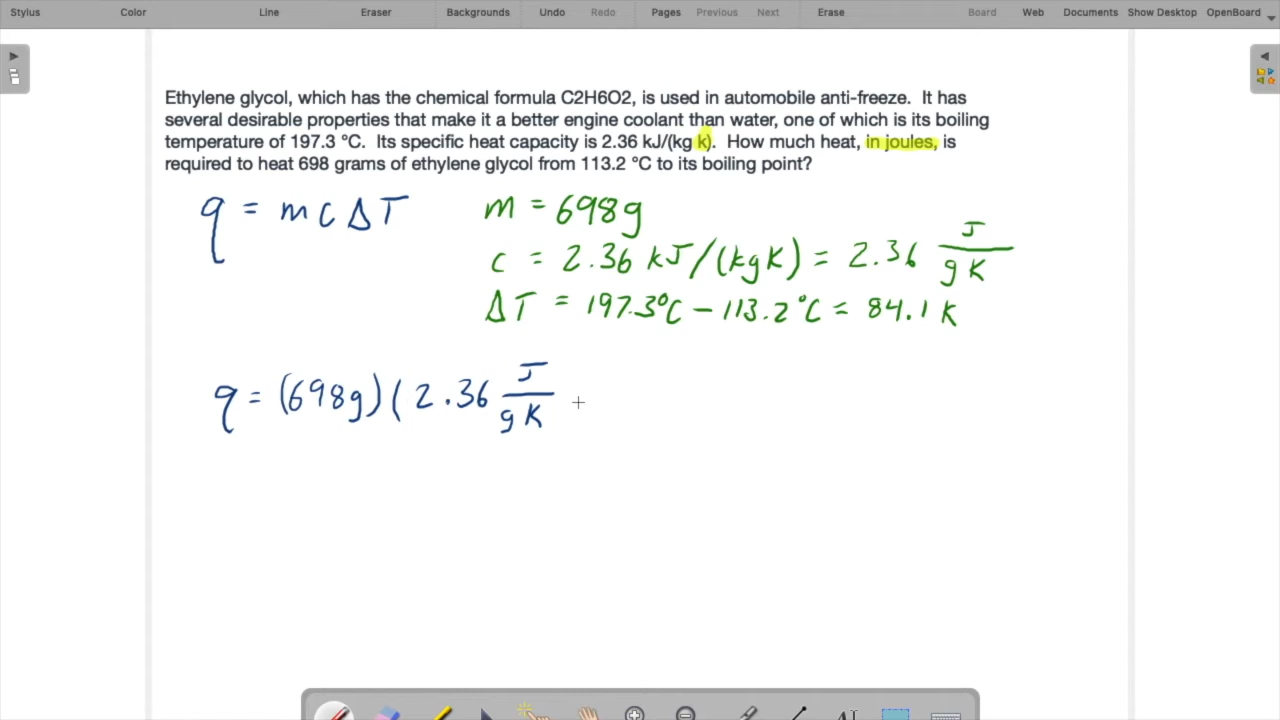 Stylus Color Line Eraser Backgrounds Undo Redo Pages Previous Next Erase Board Web Documents Show Desktop OpenBoard
Ethylene glycol, which has the chemical formula C2H6O2, is used in automobile anti-freeze. It has
several desirable properties that make it a better engine coolant than water, one of which is its boiling
temperature of 197.3 °C. Its specific heat capacity is 2.36 kJ/(kg k). How much heat, in joules, is
required to heat 698 grams of ethylene glycol from 113.2 °C to its boiling point?
q = m c Δ T
m = 698g
c = 2.36 kJ/(kg K) = 2.36 J/gK
ΔT = 197.3°C - 113.2°C = 84.1 K
q = (698g) (2.36 J/gK